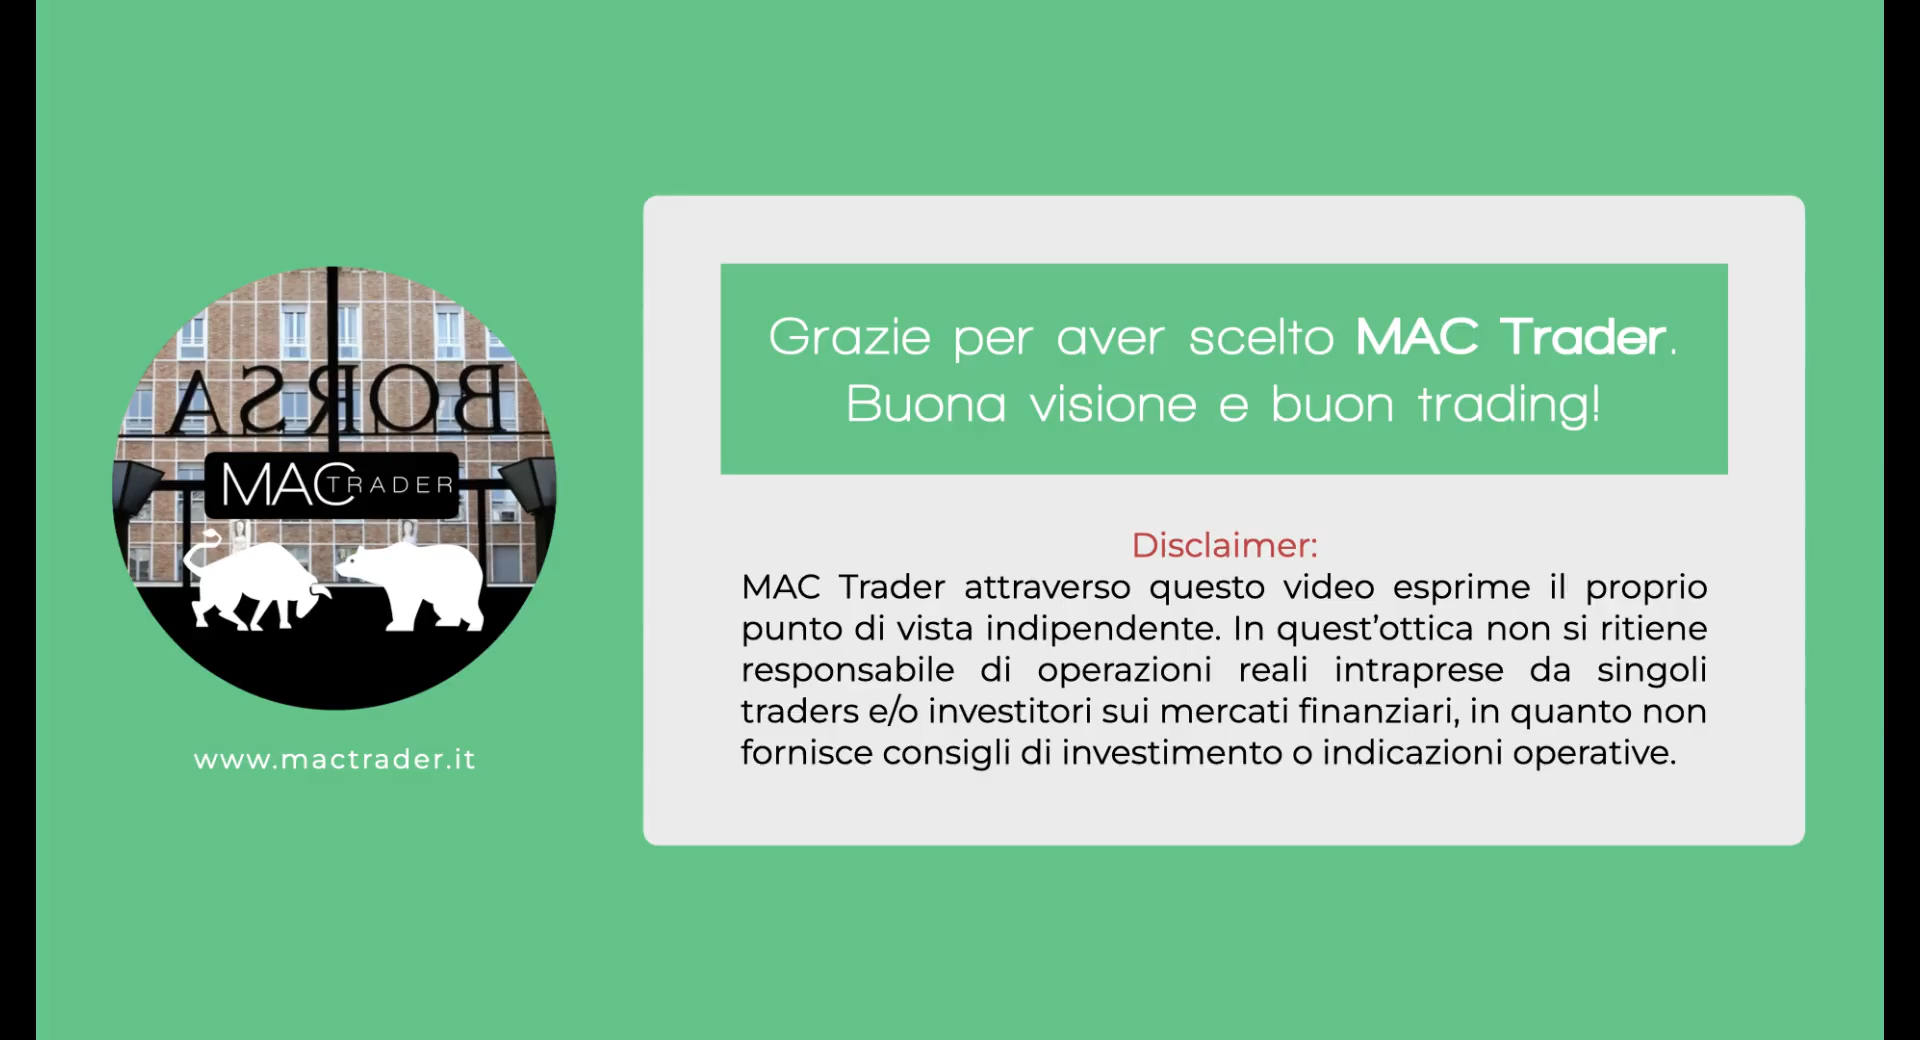 BORSA
MAC TRADER
www.mactrader.it
Grazie per aver scelto MAC Trader.
Buona visione e buon trading!
Disclaimer:
MAC Trader attraverso questo video esprime il proprio
punto di vista indipendente. In quest’ottica non si ritiene
responsabile di operazioni reali intraprese da singoli
traders e/o investitori sui mercati finanziari, in quanto non
fornisce consigli di investimento o indicazioni operative.